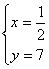 x = 1/2
y = 7